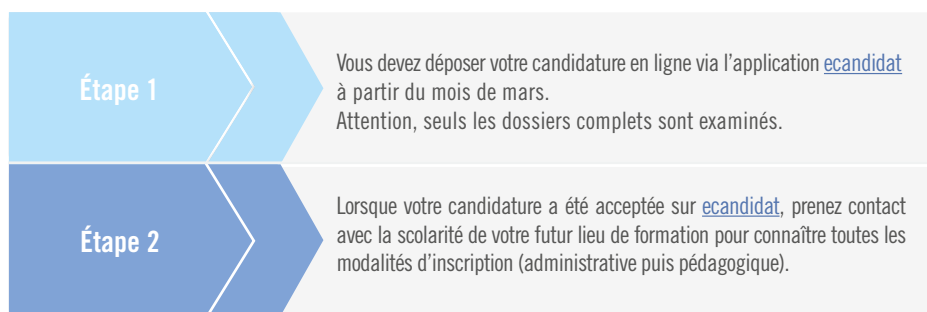 Étape 1
Vous devez déposer votre candidature en ligne via l’application ecandidat
à partir du mois de mars.
Attention, seuls les dossiers complets sont examinés.
Étape 2
Lorsque votre candidature a été acceptée sur ecandidat, prenez contact
avec la scolarité de votre futur lieu de formation pour connaître toutes les
modalités d’inscription (administrative puis pédagogique).